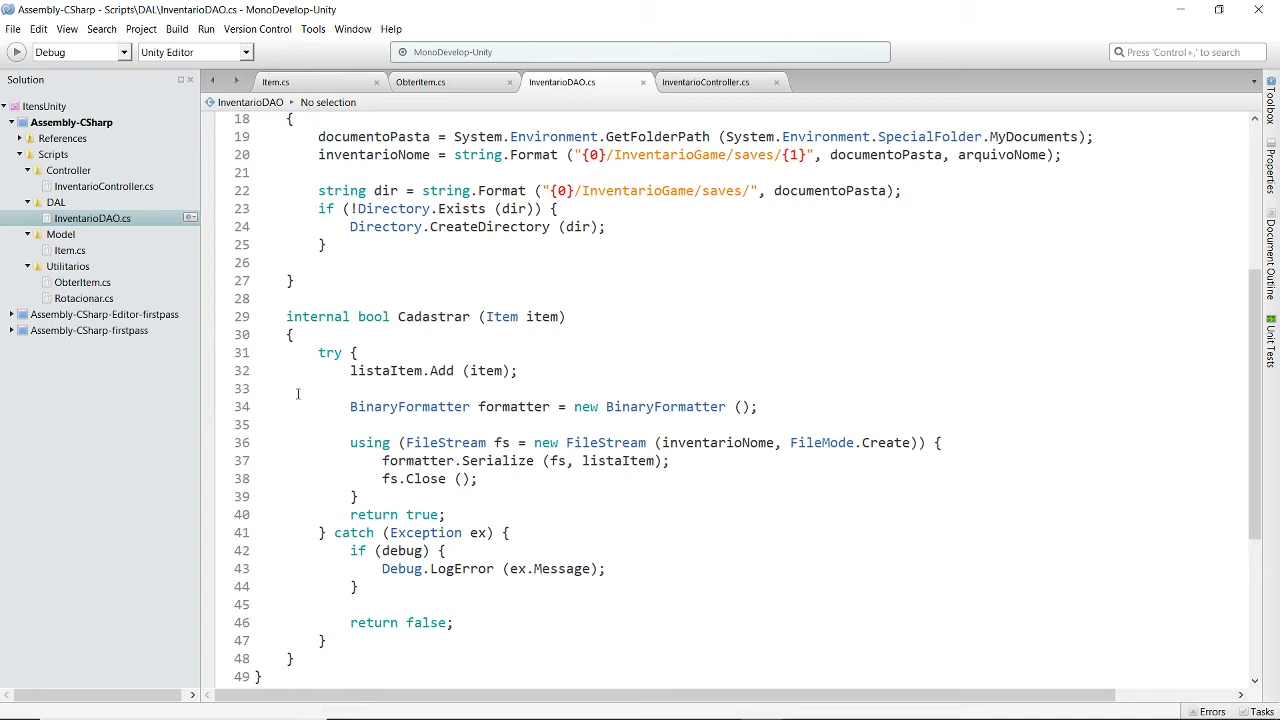 Assembly-CSharp - Scripts\DAL\InventarioDAO.cs - MonoDevelop-Unity
File Edit View Search Project Build Run Version Control Tools Window Help
Debug Unity Editor MonoDevelop-Unity Press 'Control+,' to search
Solution
Item.cs ObterItem.cs InventarioDAO.cs InventarioController.cs
InventarioDAO No selection
ItensUnity
Assembly-CSharp
References
Scripts
Controller
InventarioController.cs
DAL
InventarioDAO.cs
Model
Item.cs
Utilitarios
ObterItem.cs
Rotacionar.cs
Assembly-CSharp-Editor-firstpass
Assembly-CSharp-firstpass
18 {
19 documentoPasta = System.Environment.GetFolderPath (System.Environment.SpecialFolder.MyDocuments);
20 inventarioNome = string.Format ("{0}/InventarioGame/saves/{1}", documentoPasta, arquivoNome);
21
22 string dir = string.Format ("{0}/InventarioGame/saves/", documentoPasta);
23 if (!Directory.Exists (dir)) {
24 Directory.CreateDirectory (dir);
25 }
26
27 }
28
29 internal bool Cadastrar (Item item)
30 {
31 try {
32 listaItem.Add (item);
33
34 BinaryFormatter formatter = new BinaryFormatter ();
35
36 using (FileStream fs = new FileStream (inventarioNome, FileMode.Create)) {
37 formatter.Serialize (fs, listaItem);
38 fs.Close ();
39 }
40 return true;
41 } catch (Exception ex) {
42 if (debug) {
43 Debug.LogError (ex.Message);
44 }
45
46 return false;
47 }
48 }
49 }
Toolbox
Properties
Document Outline
Unit Tests
Errors Tasks